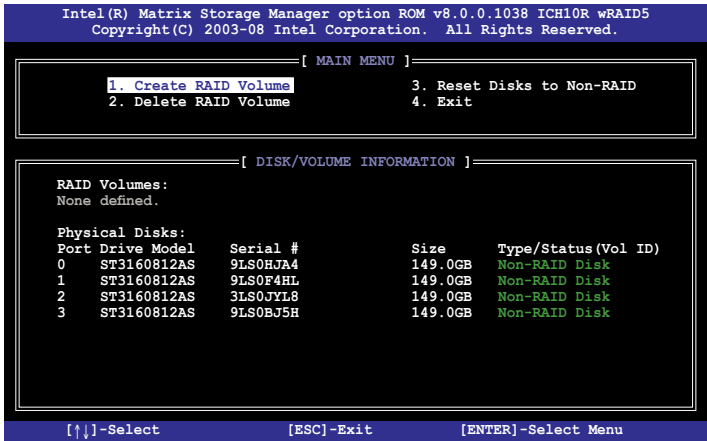 Intel(R) Matrix Storage Manager option ROM v8.0.0.1038 ICH10R wRAID5
Copyright(C) 2003-08 Intel Corporation. All Rights Reserved.
[ MAIN MENU ]
1. Create RAID Volume 3. Reset Disks to Non-RAID
2. Delete RAID Volume 4. Exit
[ DISK/VOLUME INFORMATION ]
RAID Volumes:
None defined.
Physical Disks:
Port Drive Model Serial # Size Type/Status(Vol ID)
0 ST3160812AS 9LS0HJA4 149.0GB Non-RAID Disk
1 ST3160812AS 9LS0F4HL 149.0GB Non-RAID Disk
2 ST3160812AS 3LS0JYL8 149.0GB Non-RAID Disk
3 ST3160812AS 9LS0BJ5H 149.0GB Non-RAID Disk
[↑↓]-Select [ESC]-Exit [ENTER]-Select Menu